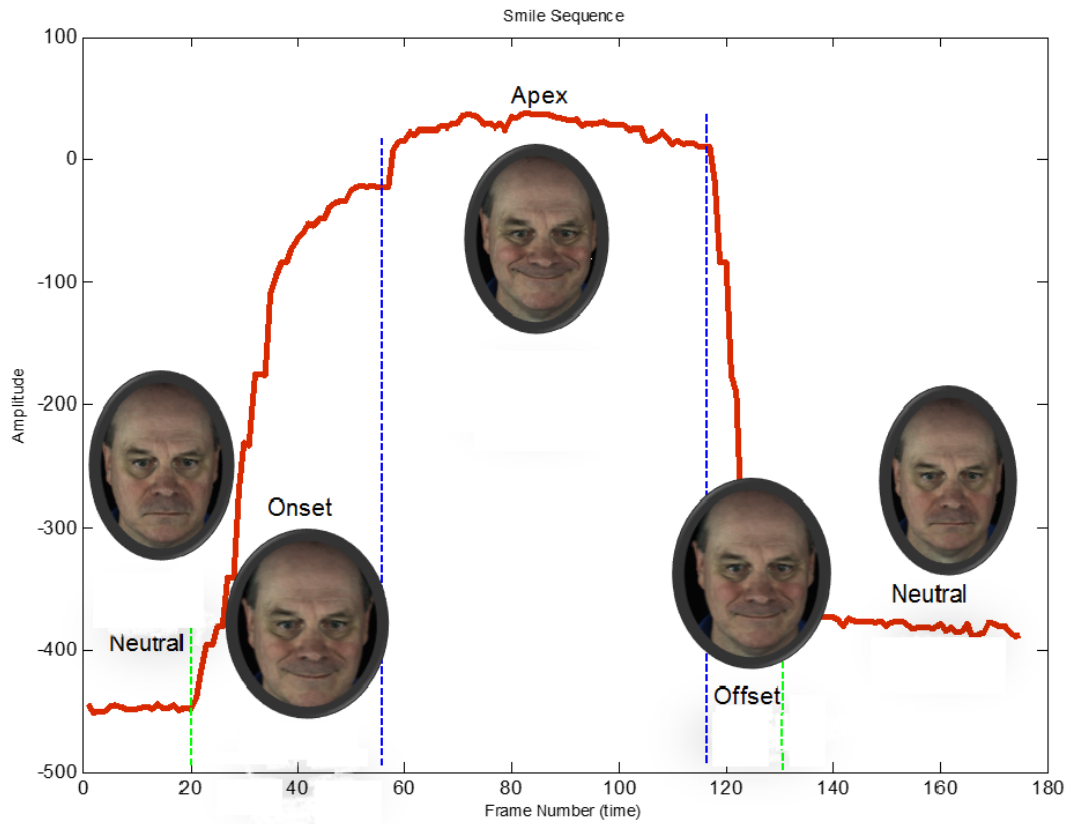 Smile Sequence
100
Apex
0
-100
-200
Amplitude
-300
Onset
Neutral
-400
Neutral
Offset
-500
0 20 40 60 80 100 120 140 160 180
Frame Number (time)